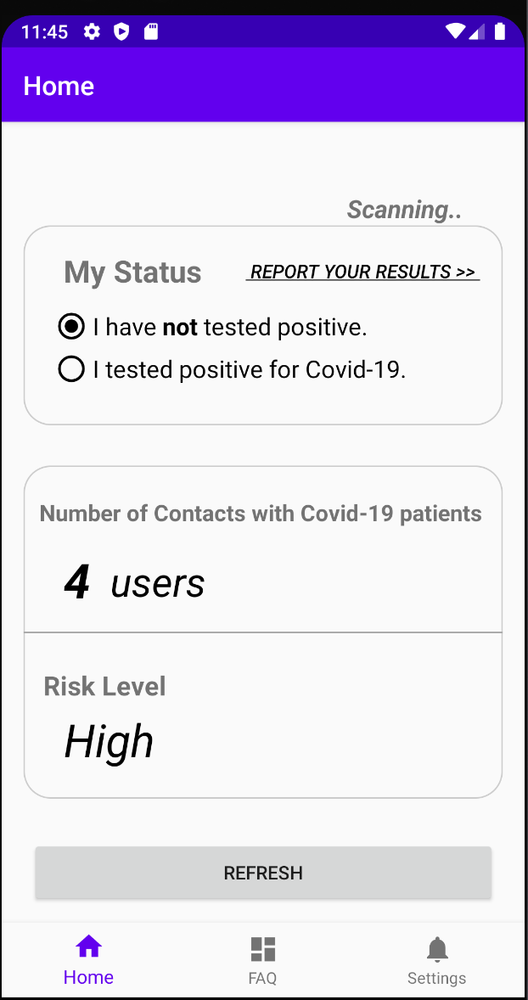 11:45
Home
Scanning..
My Status
REPORT YOUR RESULTS >>
I have not tested positive.
I tested positive for Covid-19.
Number of Contacts with Covid-19 patients
4 users
Risk Level
High
REFRESH
Home
FAQ
Settings